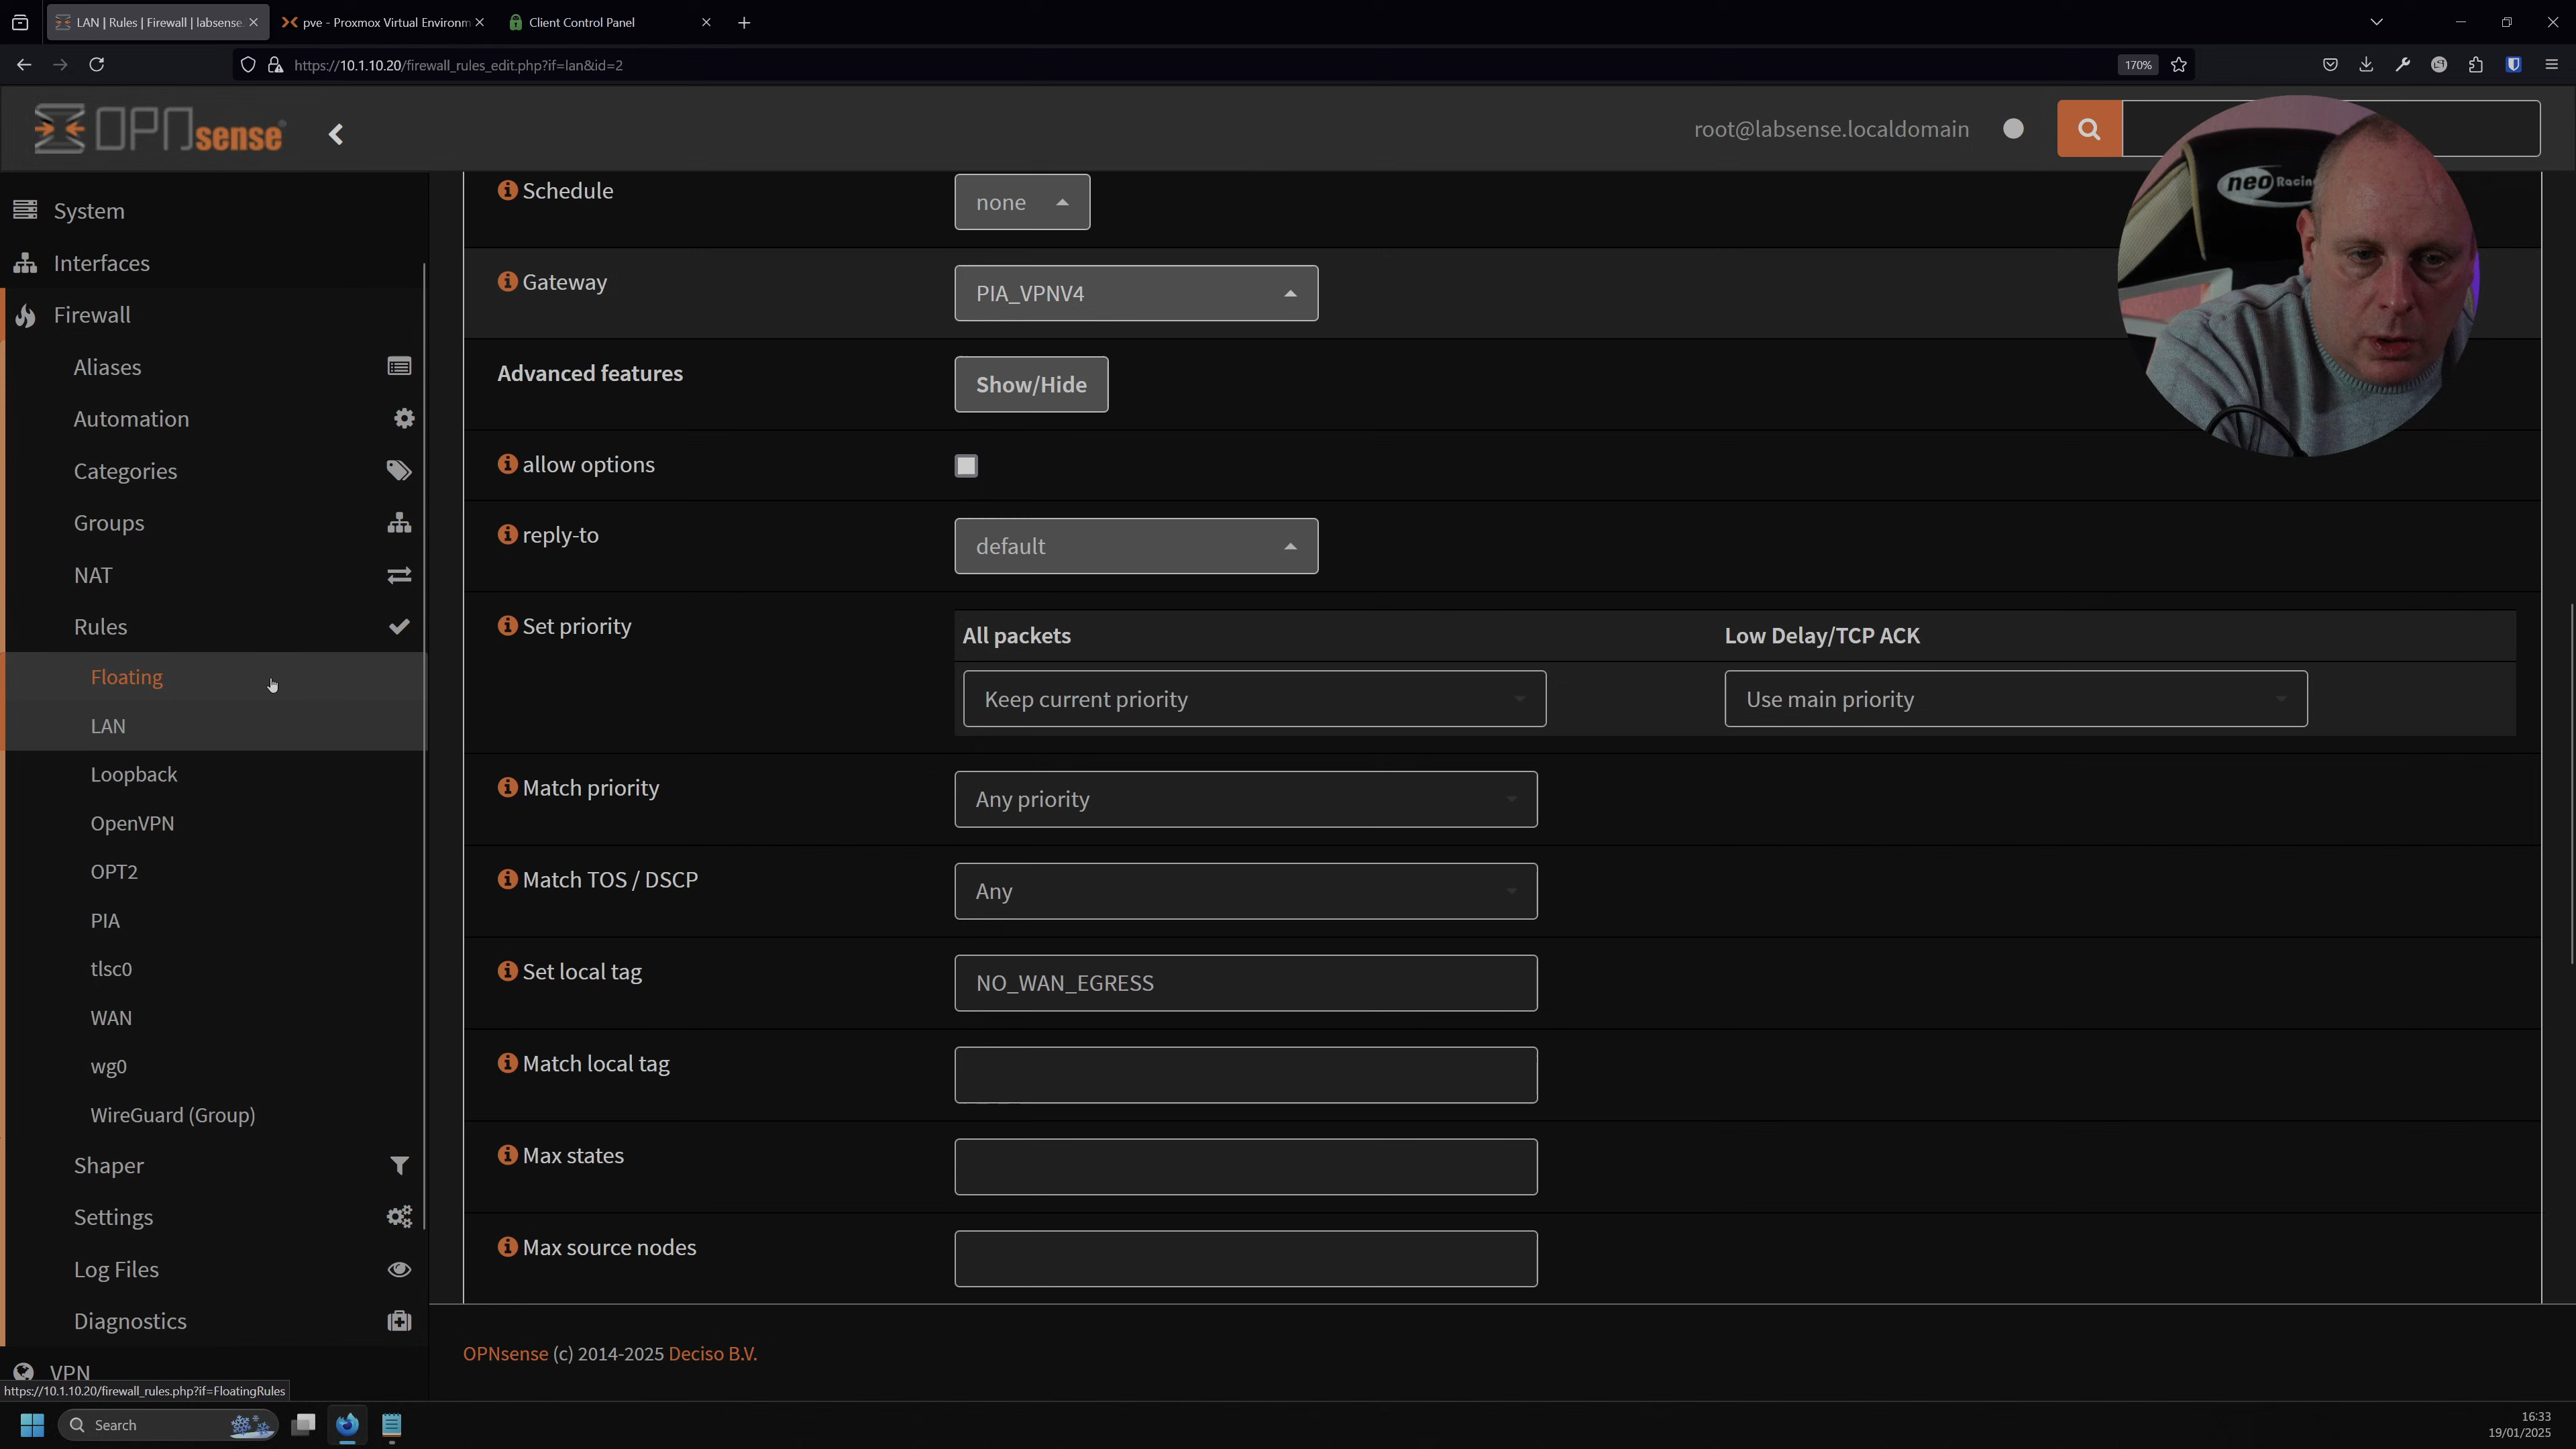 LAN | Rules | Firewall | labsense.
pve - Proxmox Virtual Environm
Client Control Panel
https://10.1.10.20/firewall_rules_edit.php?if=lan&id=2
170%
OPNsense
root@labsense.localdomain
neo Racing
System
Interfaces
Firewall
Aliases
Automation
Categories
Groups
NAT
Rules
Floating
LAN
Loopback
OpenVPN
OPT2
PIA
tlsc0
WAN
wg0
WireGuard (Group)
Shaper
Settings
Log Files
Diagnostics
VPN
Schedule
none
Gateway
PIA_VPNV4
Advanced features
Show/Hide
allow options
reply-to
default
Set priority
All packets
Low Delay/TCP ACK
Keep current priority
Use main priority
Match priority
Any priority
Match TOS / DSCP
Any
Set local tag
NO_WAN_EGRESS
Match local tag
Max states
Max source nodes
OPNsense (c) 2014-2025 Deciso B.V.
https://10.1.10.20/firewall_rules.php?if=FloatingRules
Search
16:33
19/01/2025